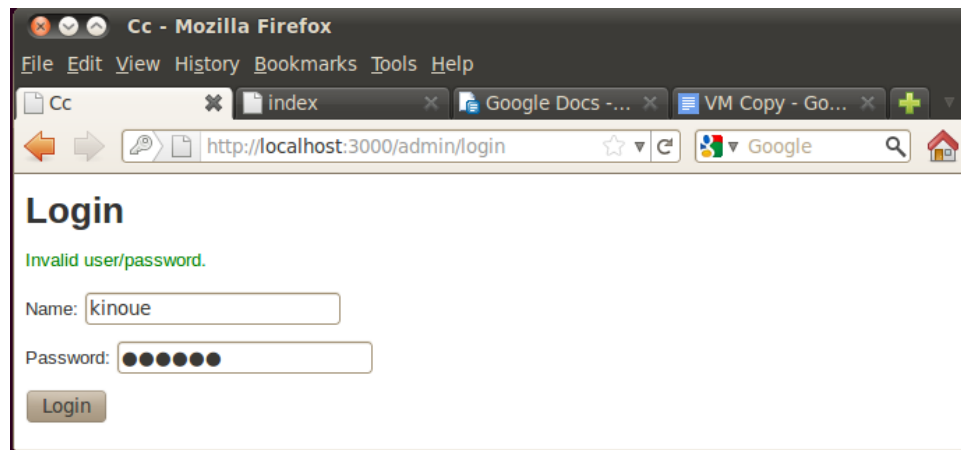 Cc - Mozilla Firefox
File Edit View History Bookmarks Tools Help
Cc index Google Docs -... VM Copy - Go...
http://localhost:3000/admin/login Google
Login
Invalid user/password.
Name: kinoue
Password: ●●●●●●
Login